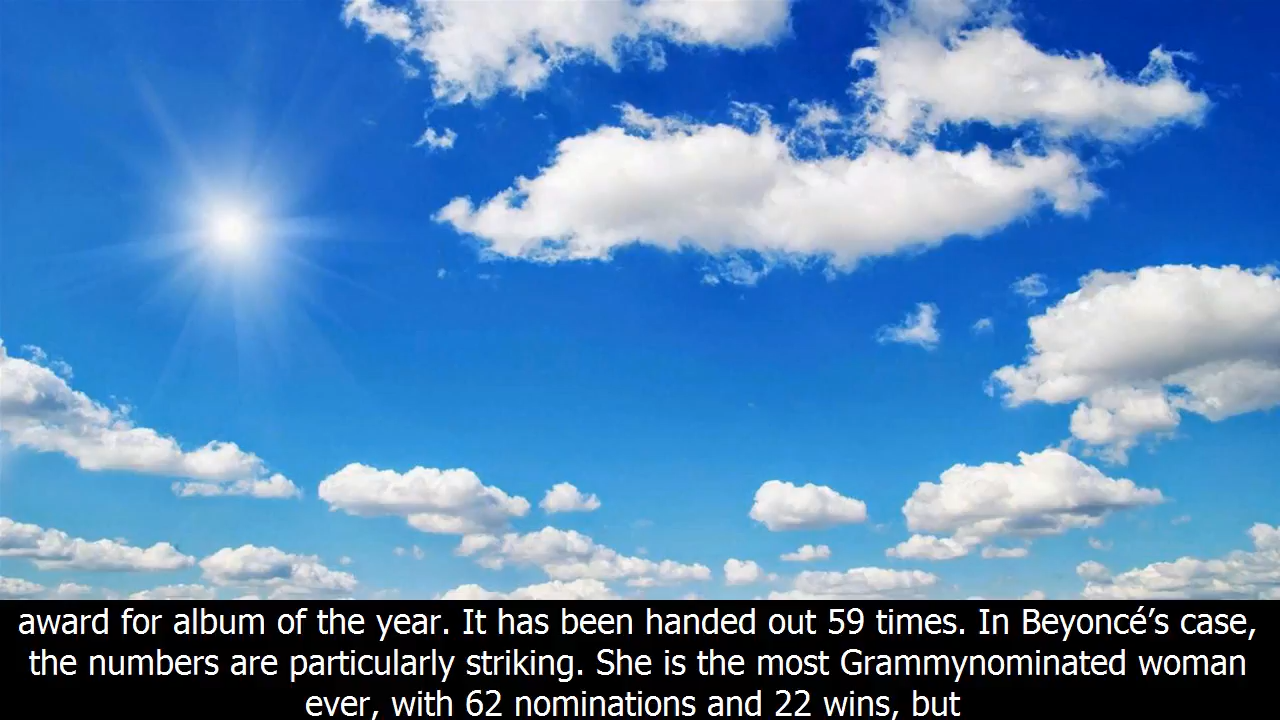 award for album of the year. It has been handed out 59 times. In Beyoncé’s case,
the numbers are particularly striking. She is the most Grammynominated woman
ever, with 62 nominations and 22 wins, but